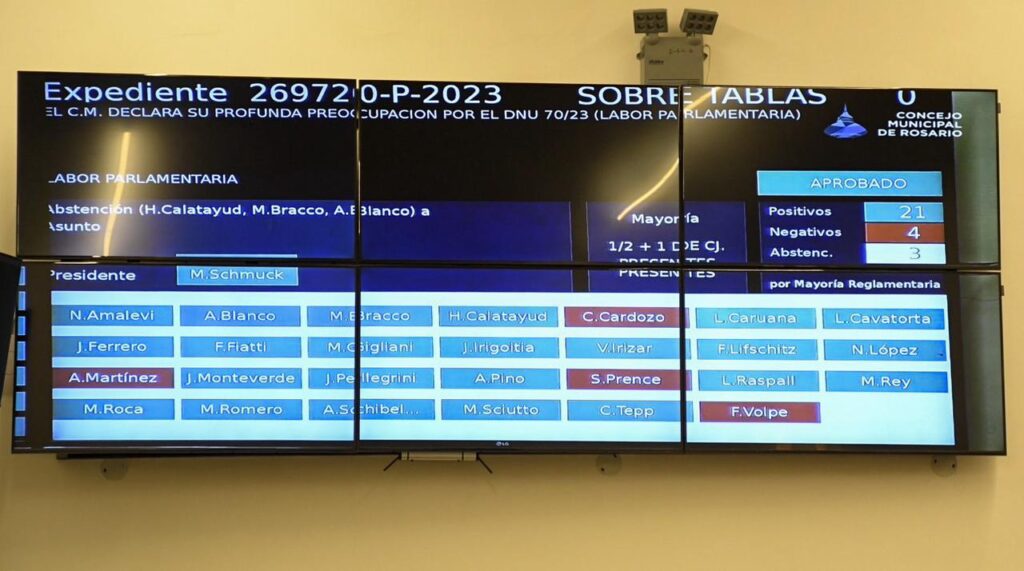 Expediente 269720-P-2023 SOBRE TABLAS 0
EL C.M. DECLARA SU PROFUNDA PREOCUPACION POR EL DNU 70/23 (LABOR PARLAMENTARIA)
CONCEJO
MUNICIPAL
DE ROSARIO
LABOR PARLAMENTARIA
APROBADO
Abstención (H.Calatayud, M.Bracco, A.Blanco) a
Asunto
Mayoría
1/2 + 1 DE CJ.
PRESENTES
Positivos 21
Negativos 4
Abstenc. 3
Presidente M.Schmuck
por Mayoría Reglamentaria
N.Amalevi A.Blanco M.Bracco H.Calatayud C.Cardozo L.Caruana L.Cavatorta
J.Ferrero F.Fiatti M.Gigliani J.Irigoitia V.Irizar F.Lifschitz N.López
A.Martínez J.Monteverde J.Pellegrini A.Pino S.Prence L.Raspall M.Rey
M.Roca M.Romero A.Schibel... M.Sciutto C.Tepp F.Volpe
LG